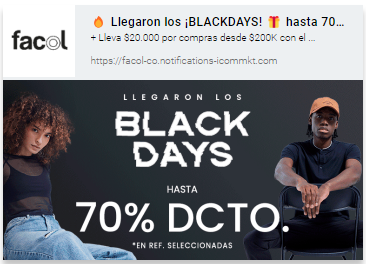 facol
🔥 Llegaron los ¡BLACKDAYS! 🎁 hasta 70...
+ Lleva $20.000 por compras desde $200K con el ...
https://facol-co.notifications-icommkt.com
LLEGARON LOS
BLACK
DAYS
HASTA
70% DCTO.
*EN REF. SELECCIONADAS